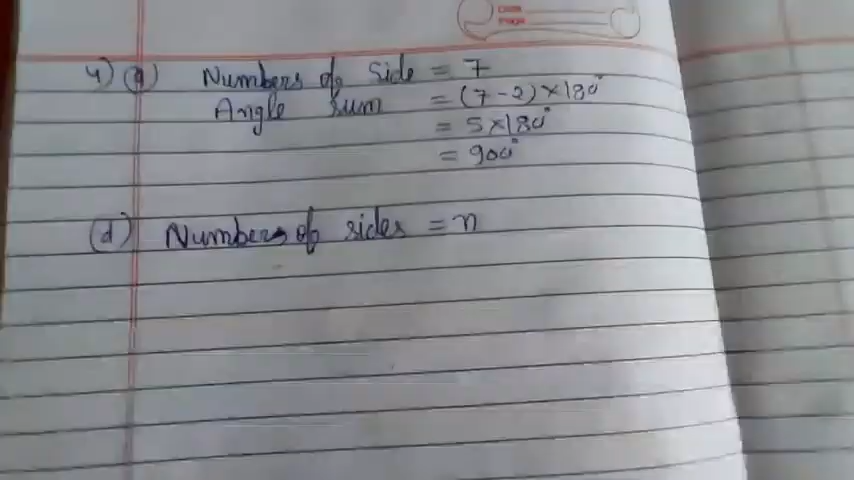 4) (a) Numbers of Side = 7
Angle Sum = (7-2)×180°
= 5×180°
= 900°
(d) Numbers of sides = n